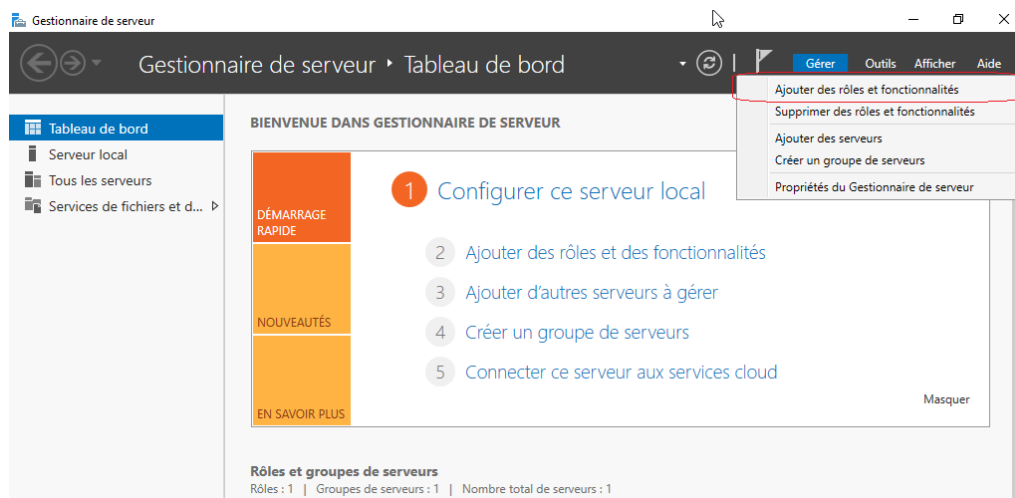 Gestionnaire de serveur
Gestionnaire de serveur • Tableau de bord
Gérer Outils Afficher Aide
Ajouter des rôles et fonctionnalités
Supprimer des rôles et fonctionnalités
Ajouter des serveurs
Créer un groupe de serveurs
Propriétés du Gestionnaire de serveur
Tableau de bord
Serveur local
Tous les serveurs
Services de fichiers et d...
BIENVENUE DANS GESTIONNAIRE DE SERVEUR
DÉMARRAGE
RAPIDE
NOUVEAUTÉS
EN SAVOIR PLUS
1 Configurer ce serveur local
2 Ajouter des rôles et des fonctionnalités
3 Ajouter d'autres serveurs à gérer
4 Créer un groupe de serveurs
5 Connecter ce serveur aux services cloud
Masquer
Rôles et groupes de serveurs
Rôles : 1 | Groupes de serveurs : 1 | Nombre total de serveurs : 1